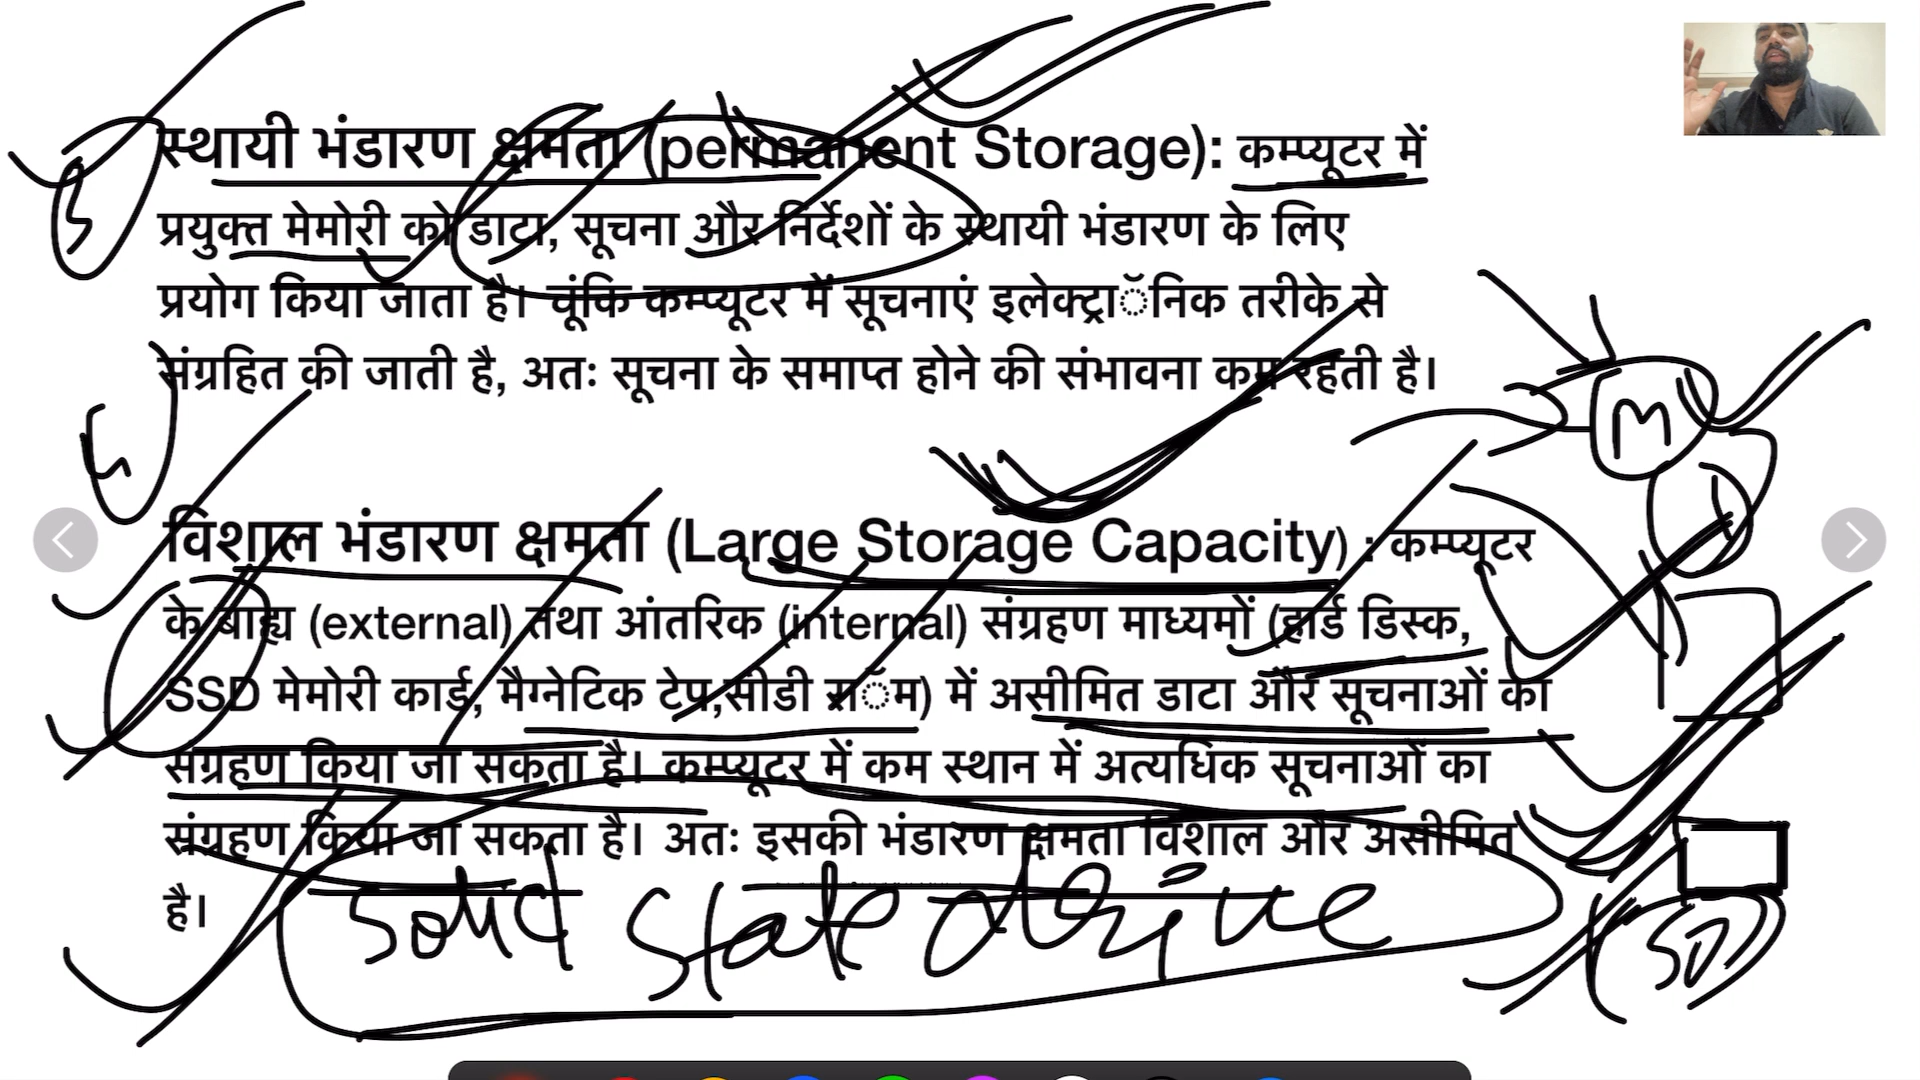 स्थायी भंडारण क्षमता (permanent Storage): कम्प्यूटर में
प्रयुक्त मेमोरी को डाटा, सूचना और निर्देशों के स्थायी भंडारण के लिए
प्रयोग किया जाता है। चूंकि कम्प्यूटर में सूचनाएं इलेक्ट्राॅनिक तरीके से
संग्रहित की जाती है, अतः सूचना के समाप्त होने की संभावना कम रहती है।
विशाल भंडारण क्षमता (Large Storage Capacity) : कम्प्यूटर
के बाह्य (external) तथा आंतरिक (internal) संग्रहण माध्यमों (हार्ड डिस्क,
SSD मेमोरी कार्ड, मैग्नेटिक टेप,सीडी राॅम) में असीमित डाटा और सूचनाओं का
संग्रहण किया जा सकता है। कम्प्यूटर में कम स्थान में अत्यधिक सूचनाओं का
संग्रहण किया जा सकता है। अतः इसकी भंडारण क्षमता विशाल और असीमित
है।
Solid State drive
M